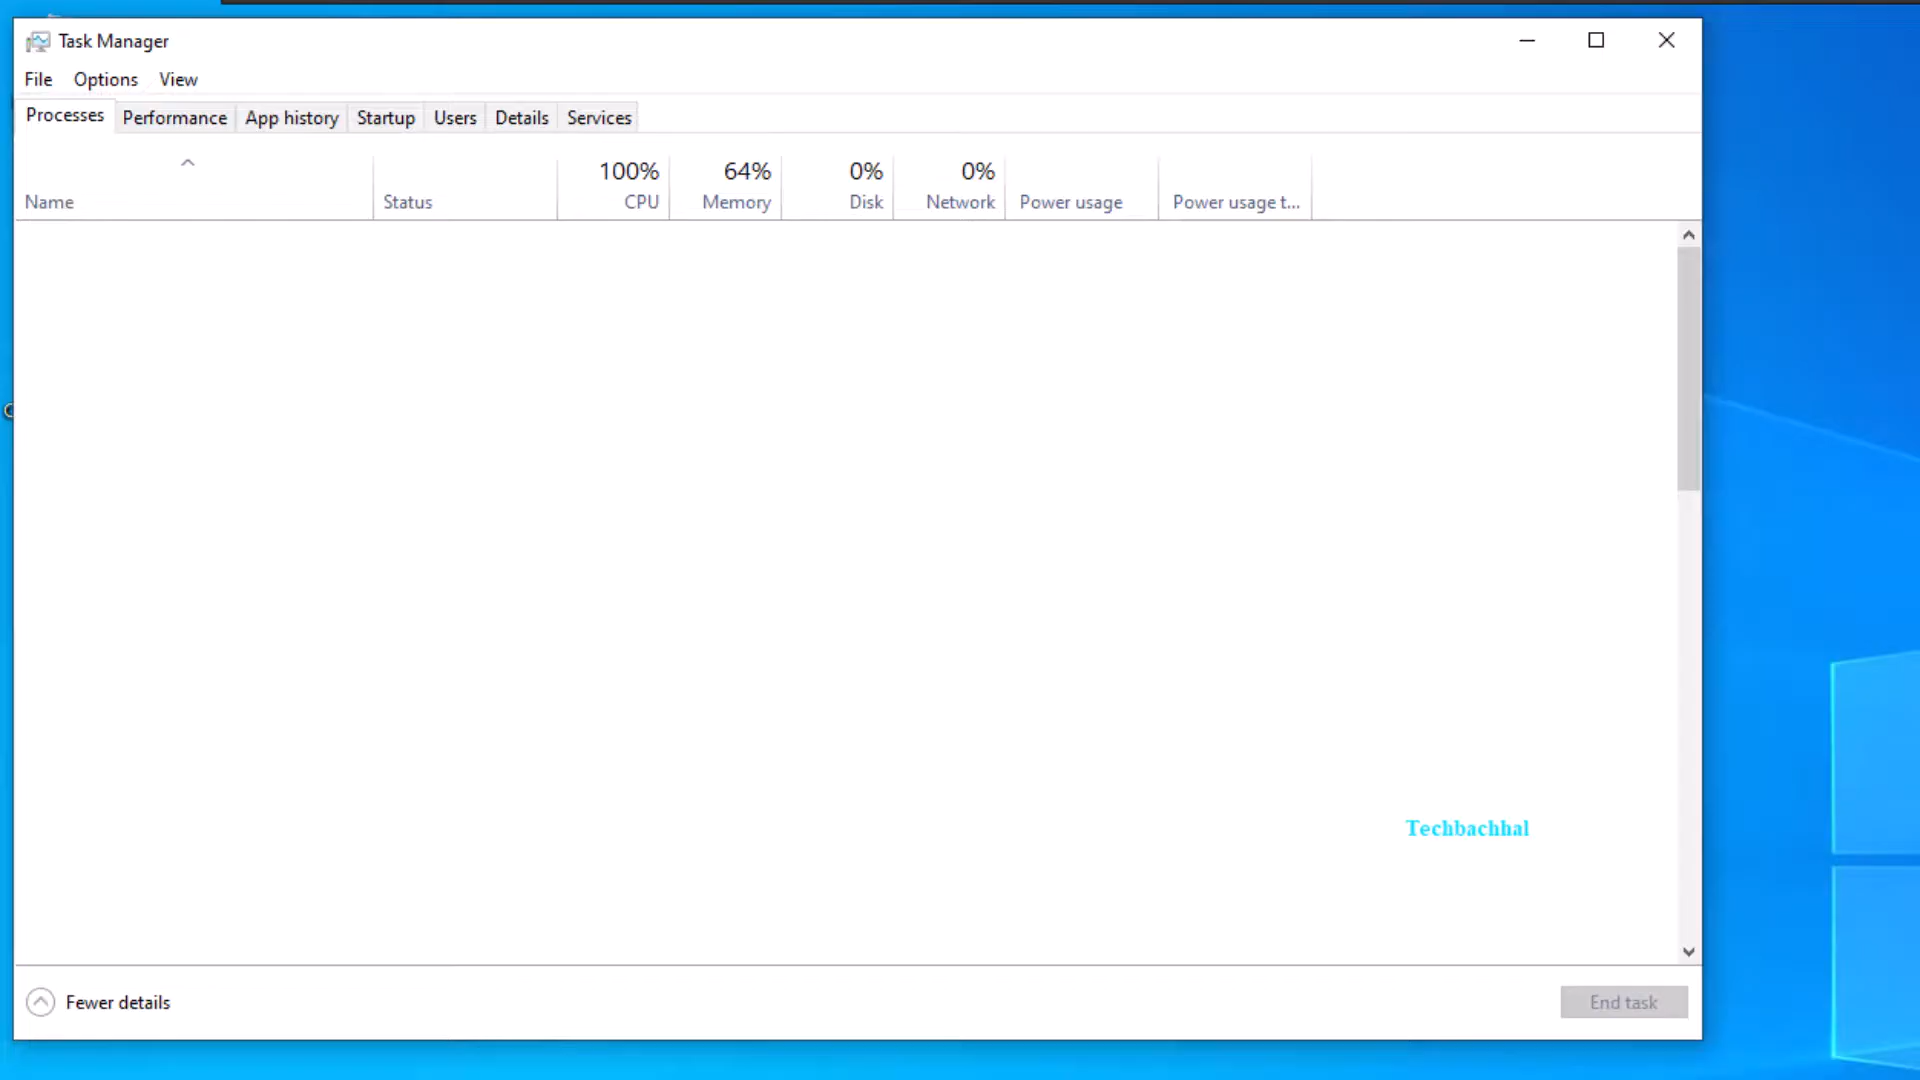 Task Manager
File Options View
Processes Performance App history Startup Users Details Services
100% 64% 0% 0%
Name Status CPU Memory Disk Network Power usage Power usage t...
Techbachhal
Fewer details End task